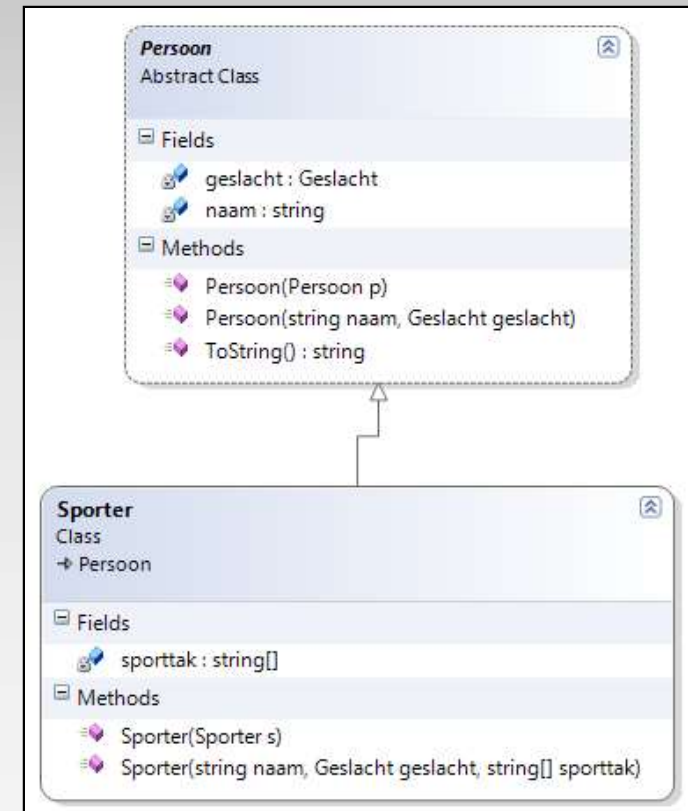 Persoon
Abstract Class
Fields
geslacht : Geslacht
naam : string
Methods
Persoon(Persoon p)
Persoon(string naam, Geslacht geslacht)
ToString() : string
Sporter
Class
Persoon
Fields
sporttak : string[]
Methods
Sporter(Sporter s)
Sporter(string naam, Geslacht geslacht, string[] sporttak)